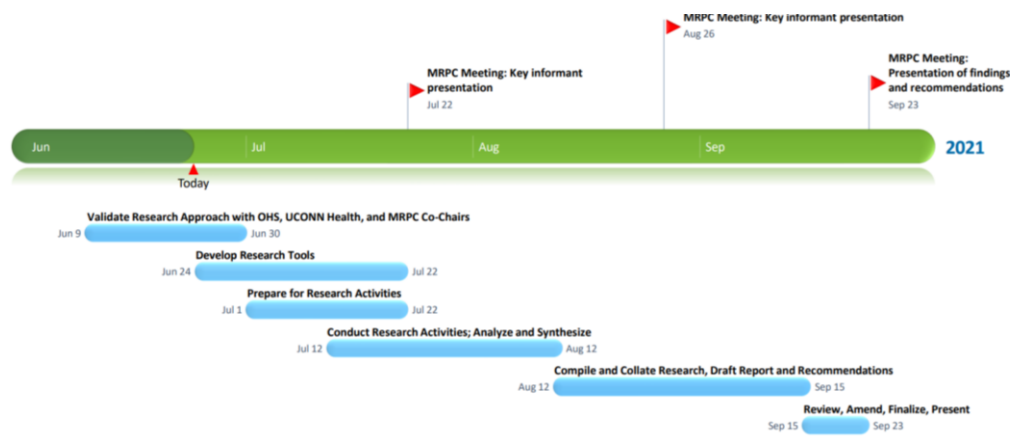 MRPC Meeting: Key informant presentation
Aug 26
MRPC Meeting: Key informant
presentation
Jul 22
MRPC Meeting:
Presentation of findings
and recommendations
Sep 23
Jun
Jul
Aug
Sep
2021
Today
Validate Research Approach with OHS, UCONN Health, and MRPC Co-Chairs
Jun 9
Jun 30
Develop Research Tools
Jun 24
Jul 22
Prepare for Research Activities
Jul 1
Jul 22
Conduct Research Activities; Analyze and Synthesize
Jul 12
Aug 12
Compile and Collate Research, Draft Report and Recommendations
Aug 12
Sep 15
Review, Amend, Finalize, Present
Sep 15
Sep 23